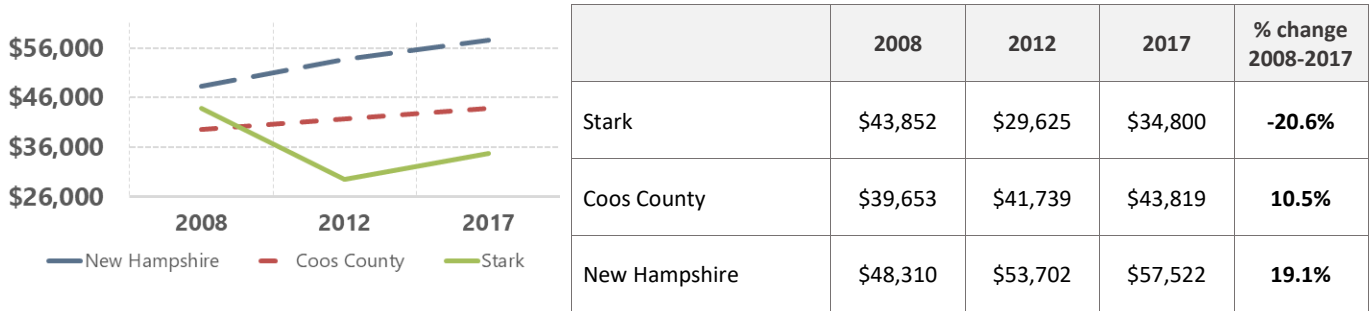 $56,000
$46,000
$36,000
$26,000
2008 2012 2017
New Hampshire Coos County Stark
2008 2012 2017 % change
2008-2017
Stark $43,852 $29,625 $34,800 -20.6%
Coos County $39,653 $41,739 $43,819 10.5%
New Hampshire $48,310 $53,702 $57,522 19.1%